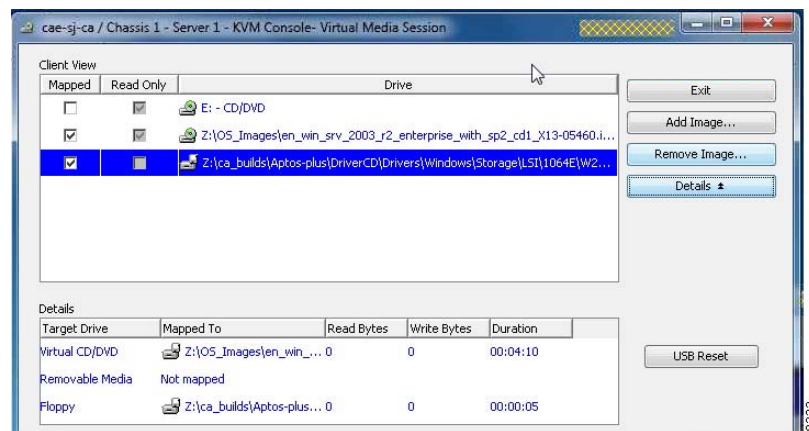 cae-sj-ca / Chassis 1 - Server 1 - KVM Console- Virtual Media Session
Client View
Mapped Read Only Drive
E: - CD/DVD
Z:\OS_Images\en_win_srv_2003_r2_enterprise_with_sp2_cd1_X13-05460.i...
Z:\ca_builds\Aptos-plus\DriverCD\Drivers\Windows\Storage\LSI\1064E\W2...
Exit
Add Image...
Remove Image...
Details
Details
Target Drive Mapped To Read Bytes Write Bytes Duration
Virtual CD/DVD Z:\OS_Images\en_win_... 0 0 00:04:10
Removable Media Not mapped
Floppy Z:\ca_builds\Aptos-plus... 0 0 00:00:05
USB Reset